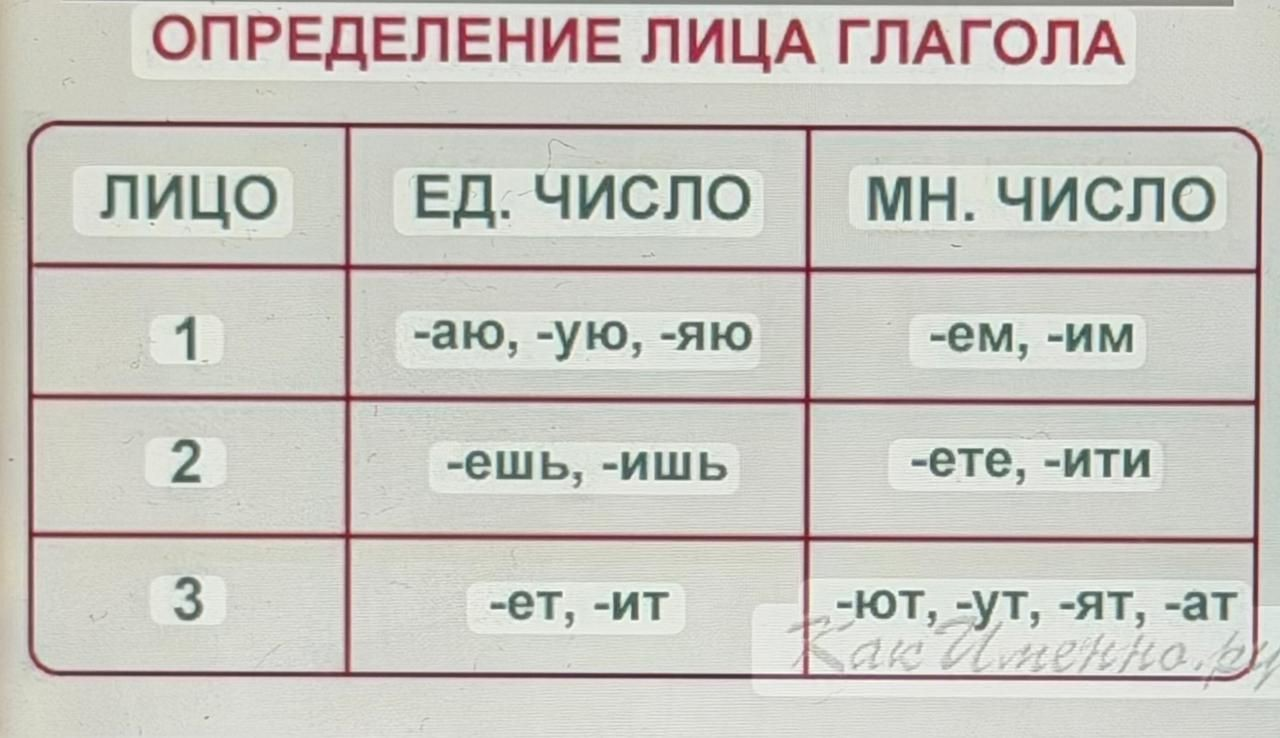 ОПРЕДЕЛЕНИЕ ЛИЦА ГЛАГОЛА
ЛИЦО ЕД. ЧИСЛО МН. ЧИСЛО
1 -аю, -ую, -яю -ем, -им
2 -ешь, -ишь -ете, -ити
3 -ет, -ит -ют, -ут, -ят, -ат
КакИменно.ру